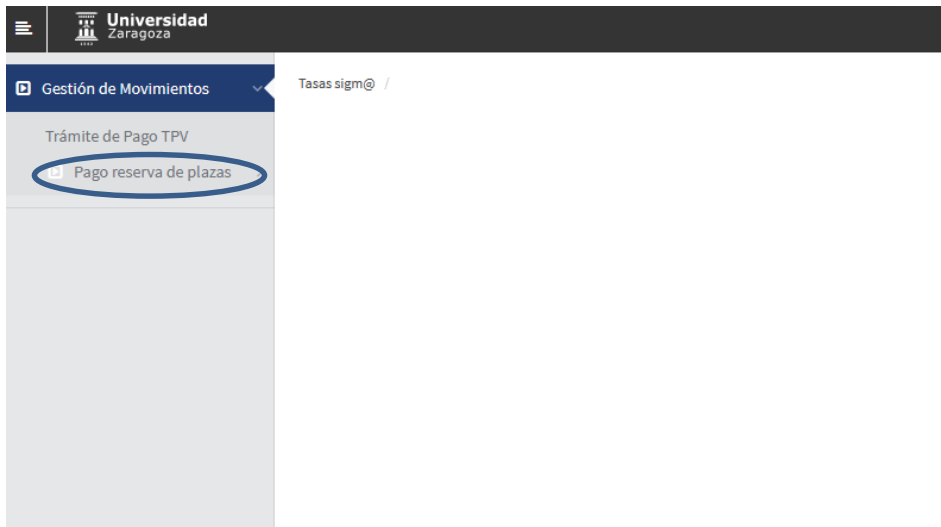 Universidad
Zaragoza
Gestión de Movimientos
Tasas sigm@ /
Trámite de Pago TPV
Pago reserva de plazas